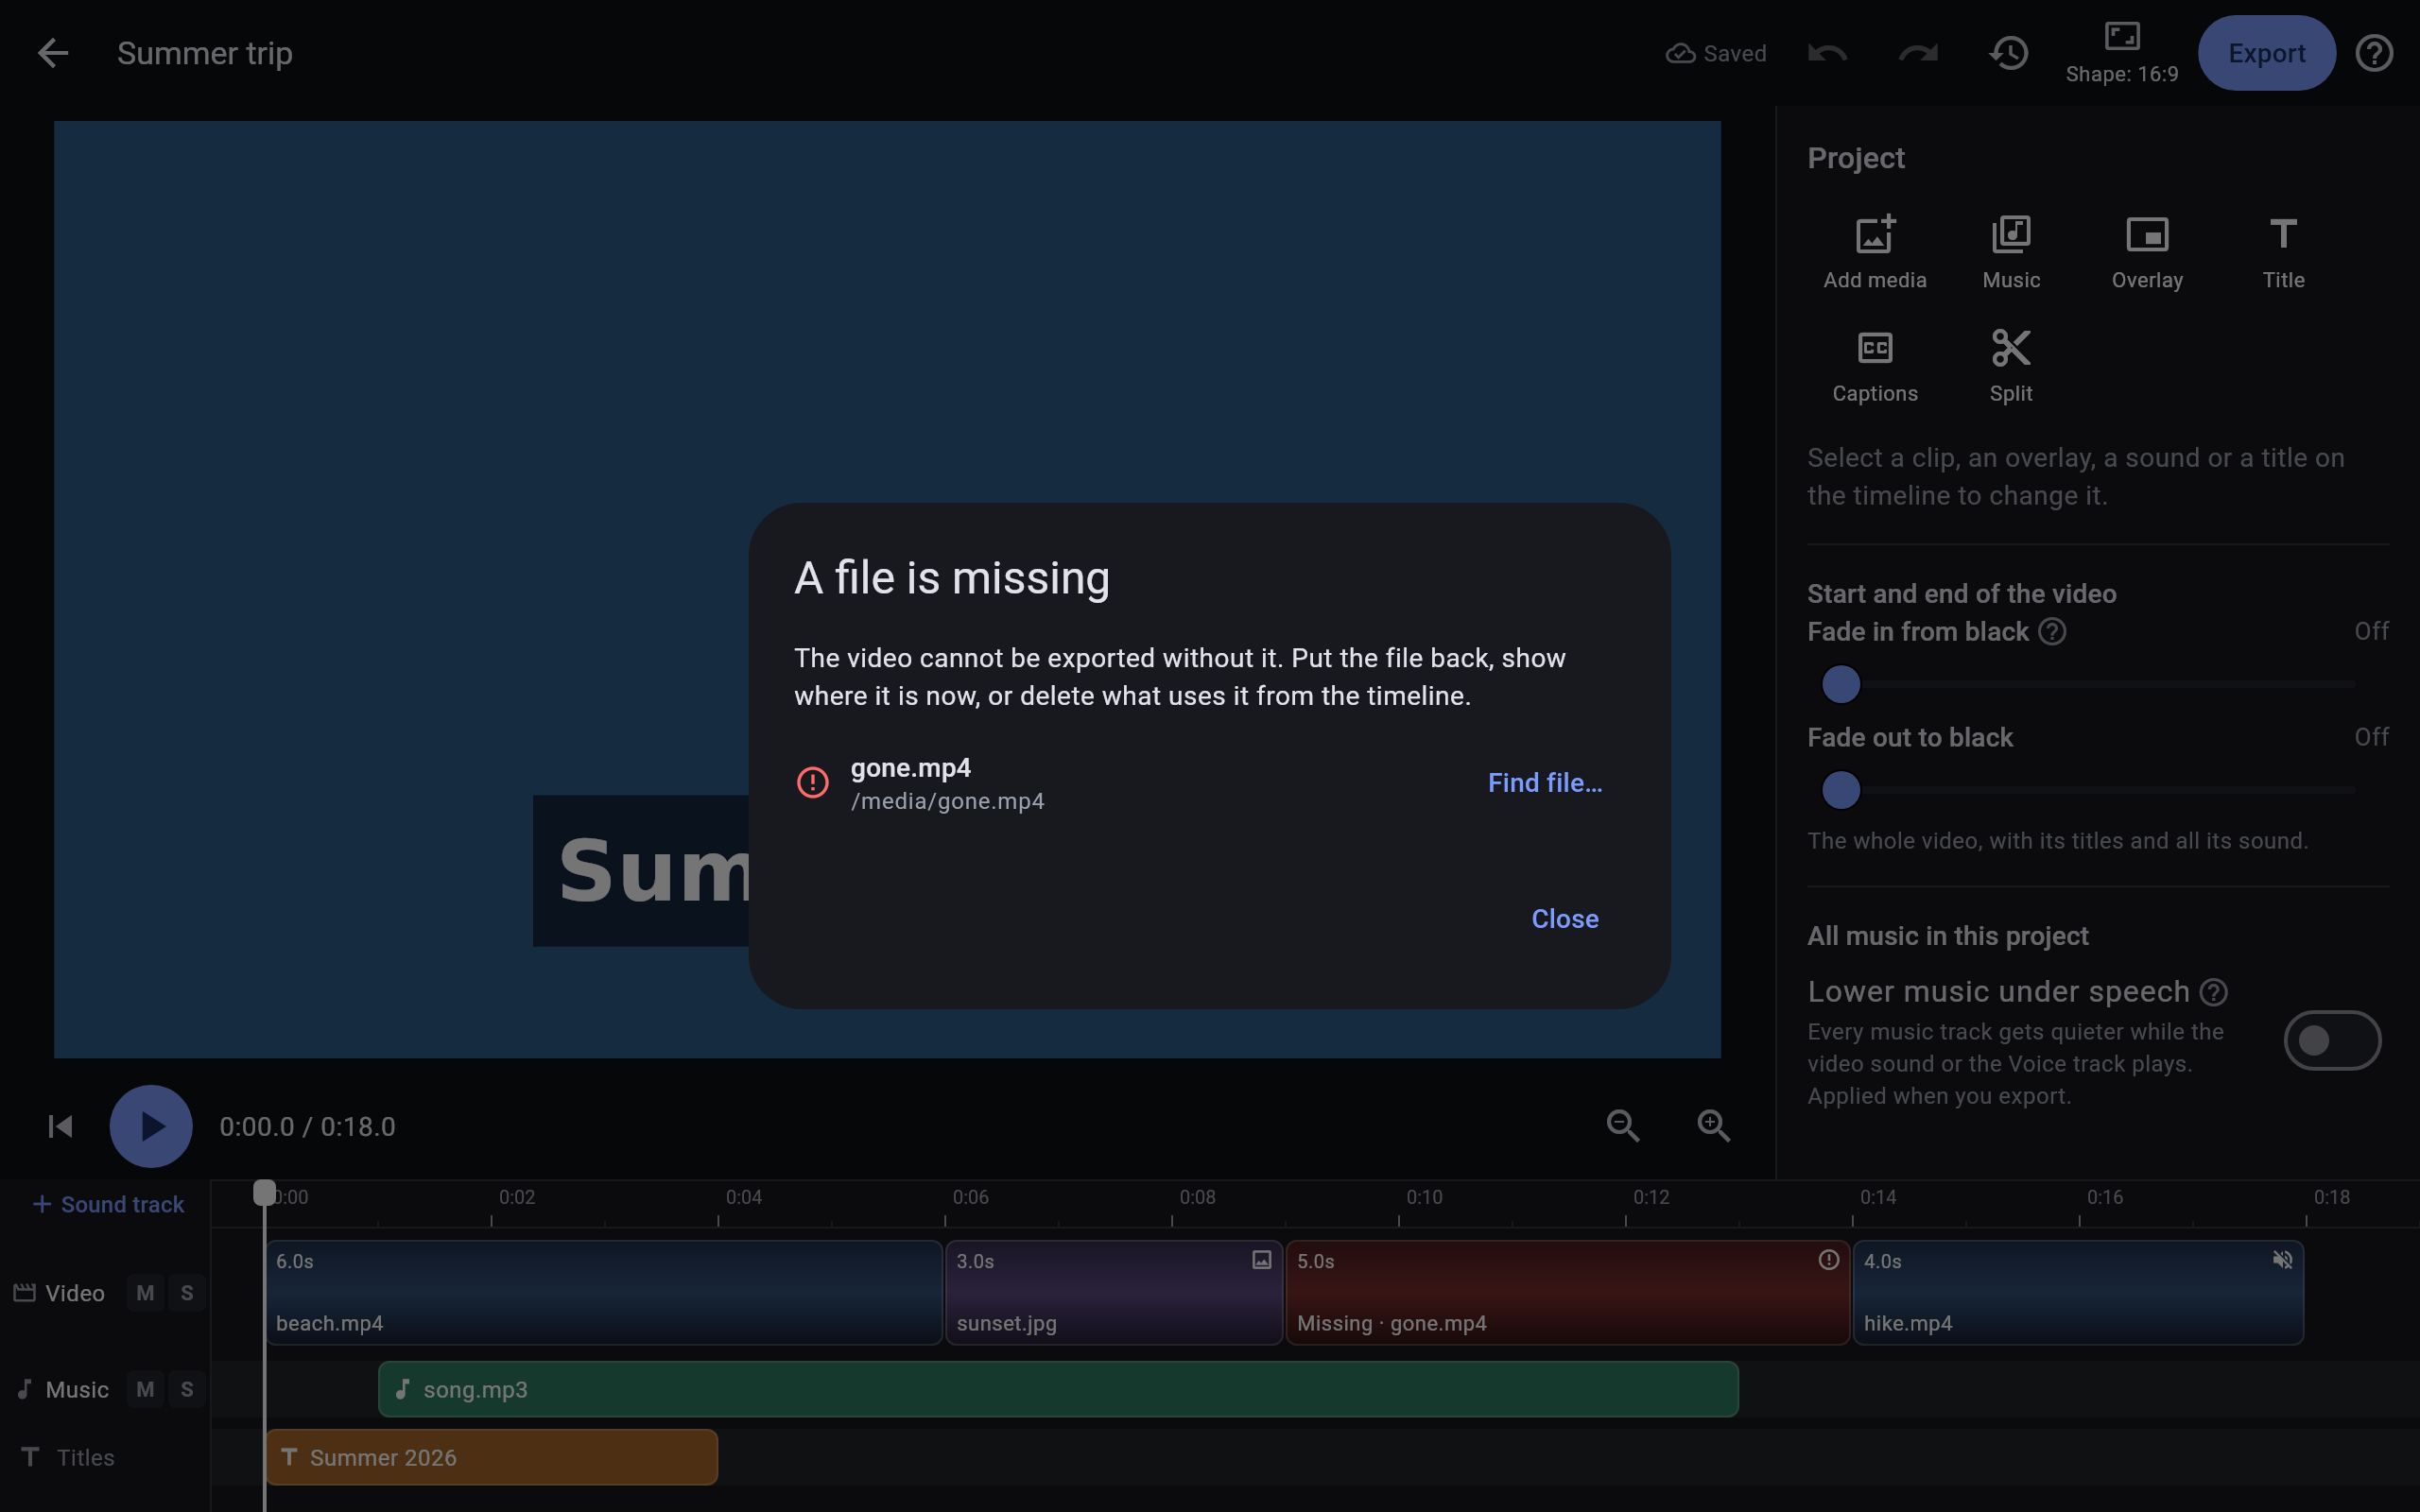 Summer trip
Saved
Shape: 16:9
Export
Project
Add media
Music
Overlay
Title
Captions
Split
Select a clip, an overlay, a sound or a title on
the timeline to change it.
Start and end of the video
Fade in from black
Off
Fade out to black
Off
The whole video, with its titles and all its sound.
All music in this project
Lower music under speech
Every music track gets quieter while the
video sound or the Voice track plays.
Applied when you export.
A file is missing
The video cannot be exported without it. Put the file back, show
where it is now, or delete what uses it from the timeline.
gone.mp4
/media/gone.mp4
Find file...
Close
0:00.0 / 0:18.0
Sound track
0:00
0:02
0:04
0:06
0:08
0:10
0:12
0:14
0:16
0:18
Video
M
S
6.0s
beach.mp4
3.0s
sunset.jpg
5.0s
Missing · gone.mp4
4.0s
hike.mp4
Music
M
S
song.mp3
Titles
Summer 2026